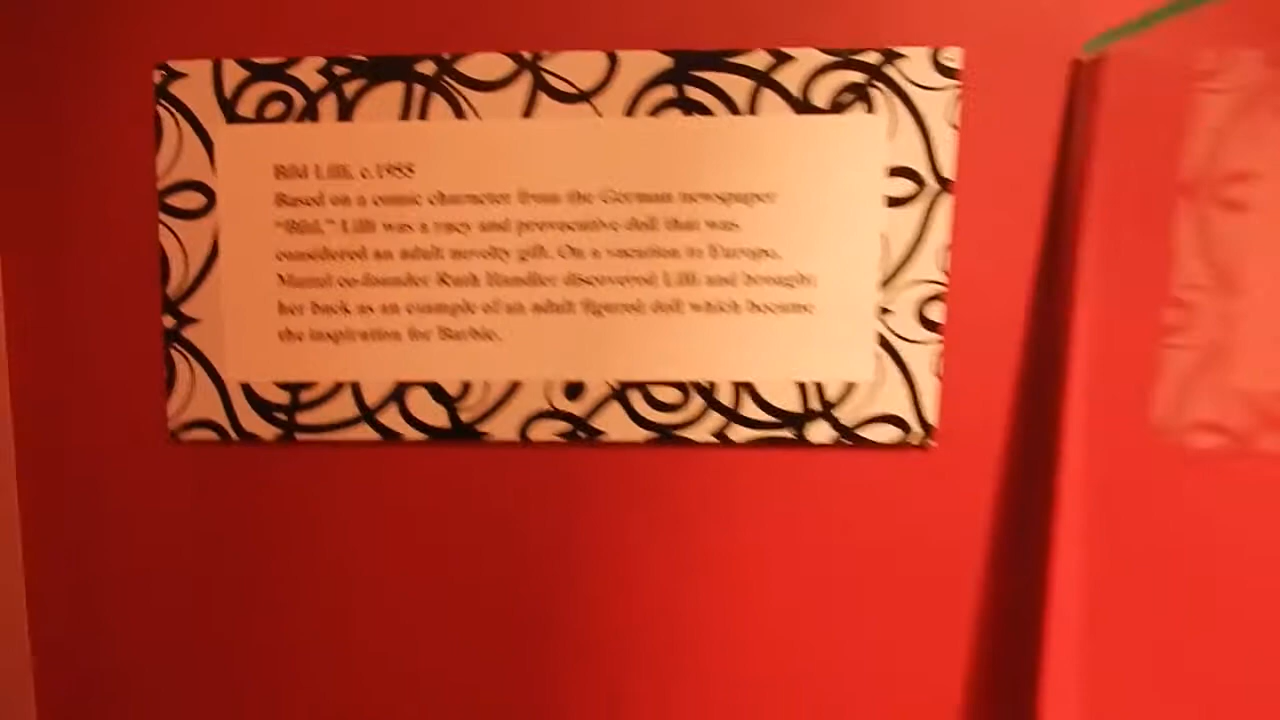 Bild Lilli, c.1955
Based on a comic character from the German newspaper
"Bild," Lilli was a racy and provocative doll that was
considered an adult novelty gift. On a vacation to Europe,
Mattel co-founder Ruth Handler discovered Lilli and brought
her back as an example of an adult figured doll which became
the inspiration for Barbie.